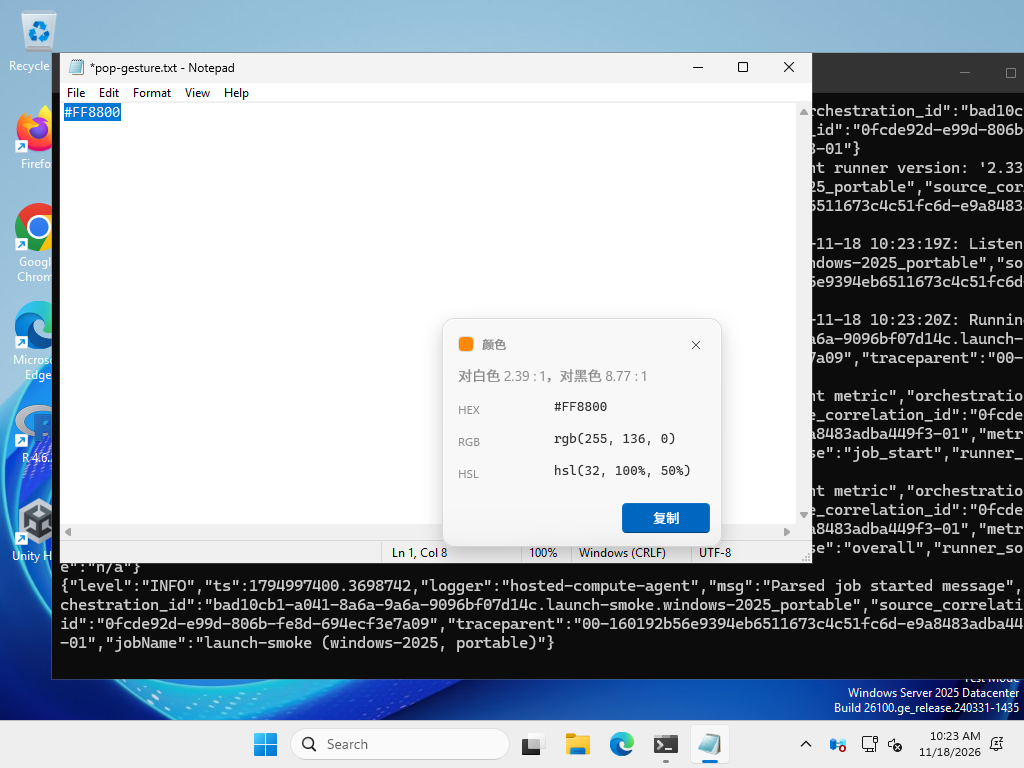 Recycle
Firefo
Googl
Chrom
Microso
Edge
R 4.6.
Unity H
*pop-gesture.txt - Notepad
File Edit Format View Help
#FF8800
颜色
对白色 2.39 : 1，对黑色 8.77 : 1
HEX #FF8800
RGB rgb(255, 136, 0)
HSL hsl(32, 100%, 50%)
复制
Ln 1, Col 8 100% Windows (CRLF) UTF-8
rchestration_id":"bad10c
_id":"0fcde92d-e99d-806b
8-01"}
nt runner version: '2.33
25_portable","source_cor
6511673c4c51fc6d-e9a8483
-11-18 10:23:19Z: Listen
ndows-2025_portable","so
6e9394eb6511673c4c51fc6d
-11-18 10:23:20Z: Runnin
a6a-9096bf07d14c.launch-
7a09","traceparent":"00-
nt metric","orchestratio
e_correlation_id":"0fcde
a8483adba449f3-01","metr
se":"job_start","runner_
nt metric","orchestratio
e_correlation_id":"0fcde
a8483adba449f3-01","metr
se":"overall","runner_so
e":"n/a"}
{"level":"INFO","ts":1794997400.3698742,"logger":"hosted-compute-agent","msg":"Parsed job started message",
chestration_id":"bad10cb1-a041-8a6a-9a6a-9096bf07d14c.launch-smoke.windows-2025_portable","source_correlati
id":"0fcde92d-e99d-806b-fe8d-694ecf3e7a09","traceparent":"00-160192b56e9394eb6511673c4c51fc6d-e9a8483adba44
-01","jobName":"launch-smoke (windows-2025, portable)"}
Test Mode
Windows Server 2025 Datacenter
Build 26100.ge_release.240331-1435
Search
10:23 AM
11/18/2026